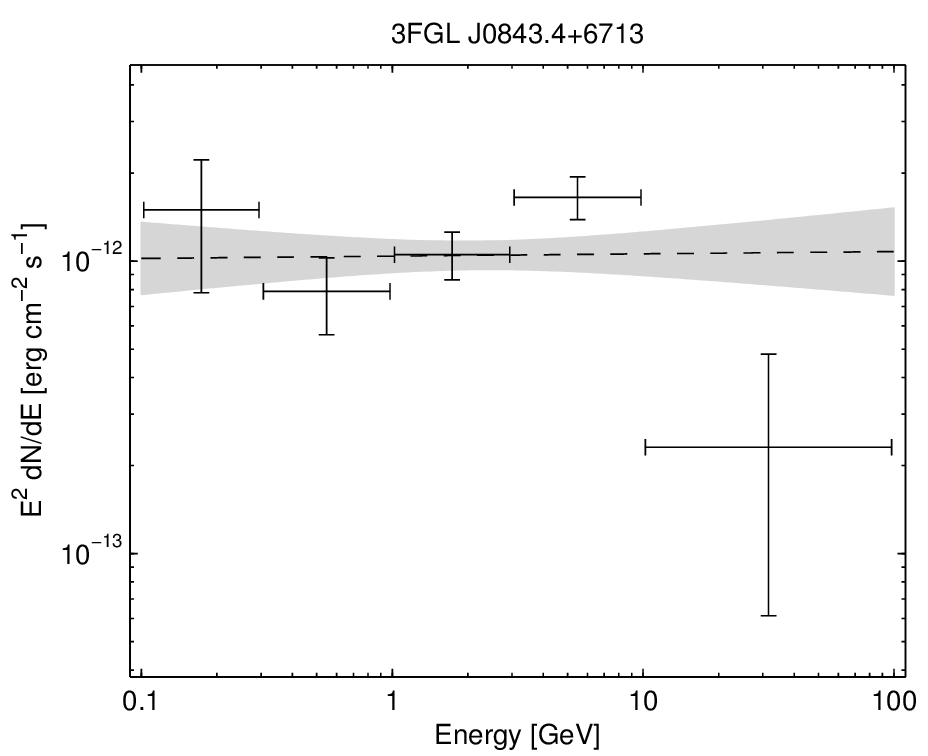 3FGL J0843.4+6713
E² dN/dE [erg cm⁻² s⁻¹]
10⁻¹²
10⁻¹³
0.1 1 10 100
Energy [GeV]